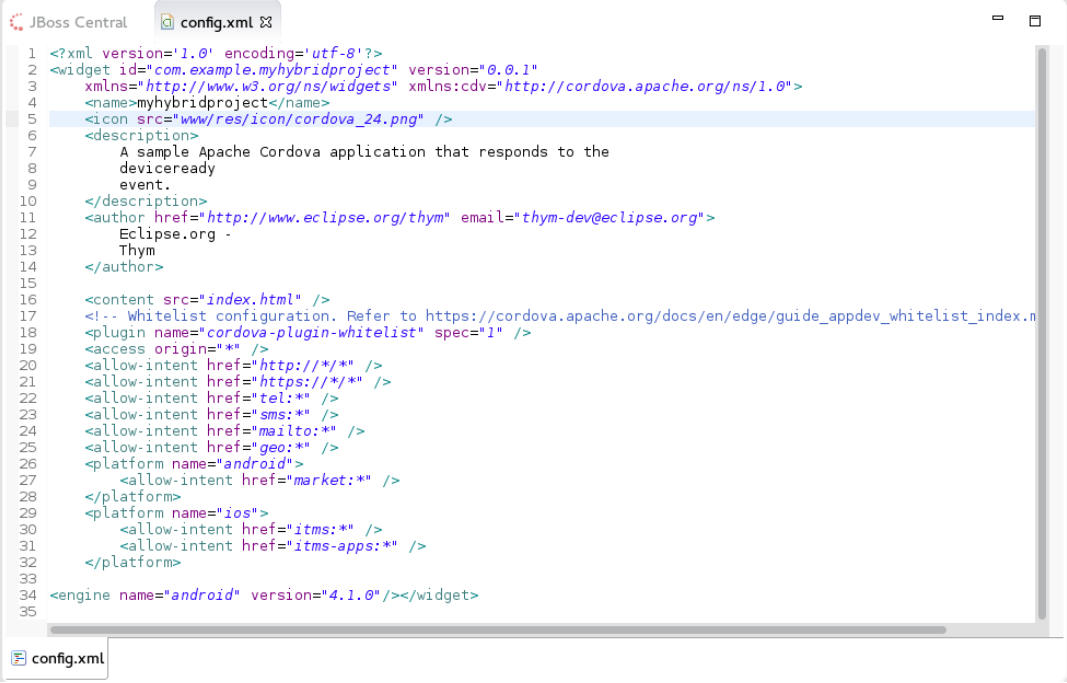 JBoss Central config.xml
1 <?xml version='1.0' encoding='utf-8'?>
2 <widget id="com.example.myhybridproject" version="0.0.1"
3     xmlns="http://www.w3.org/ns/widgets" xmlns:cdv="http://cordova.apache.org/ns/1.0">
4     <name>myhybridproject</name>
5     <icon src="www/res/icon/cordova_24.png" />
6     <description>
7         A sample Apache Cordova application that responds to the
8         deviceready
9         event.
10     </description>
11     <author href="http://www.eclipse.org/thym" email="thym-dev@eclipse.org">
12         Eclipse.org -
13         Thym
14     </author>
15
16     <content src="index.html" />
17     <!-- Whitelist configuration. Refer to https://cordova.apache.org/docs/en/edge/guide_appdev_whitelist_index.m
18     <plugin name="cordova-plugin-whitelist" spec="1" />
19     <access origin="*" />
20     <allow-intent href="http://*/*" />
21     <allow-intent href="https://*/*" />
22     <allow-intent href="tel:*" />
23     <allow-intent href="sms:*" />
24     <allow-intent href="mailto:*" />
25     <allow-intent href="geo:*" />
26     <platform name="android">
27         <allow-intent href="market:*" />
28     </platform>
29     <platform name="ios">
30         <allow-intent href="itms:*" />
31         <allow-intent href="itms-apps:*" />
32     </platform>
33
34 <engine name="android" version="4.1.0"/></widget>
35
config.xml